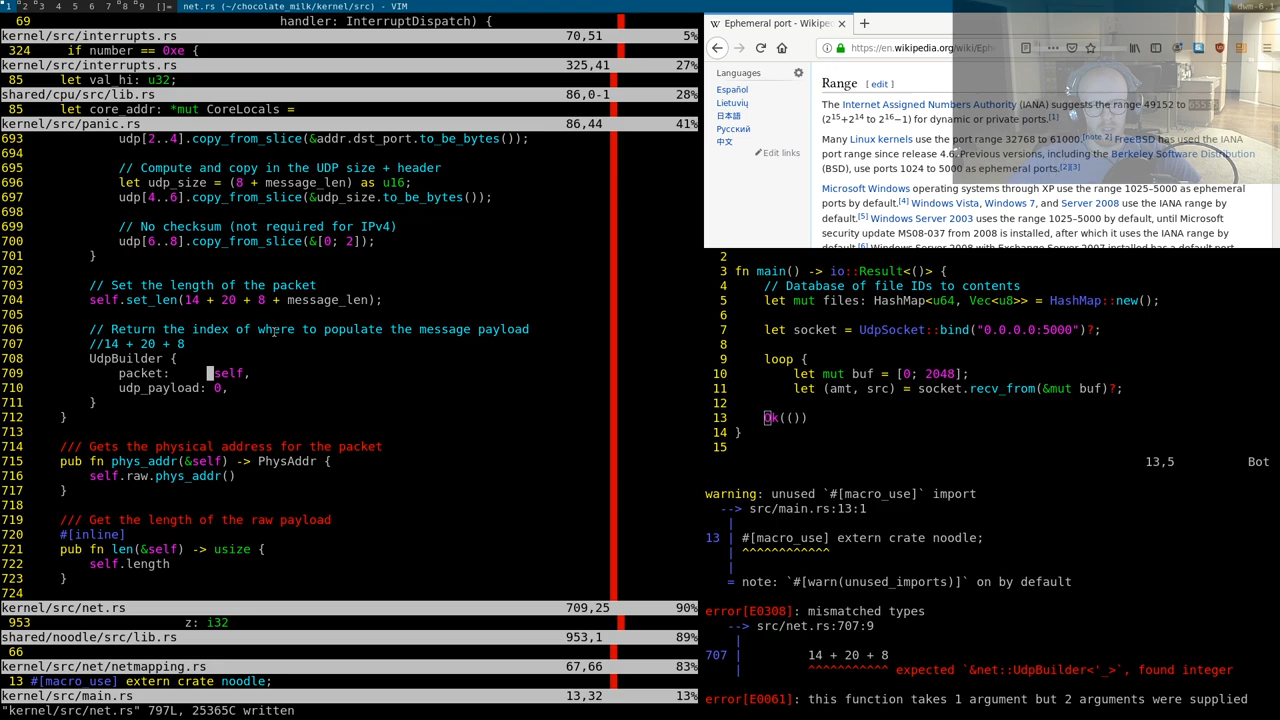 1 2 3 4 5 6 7 8 9 []= net.rs (~/chocolate_milk/kernel/src) - VIM dwm-6.1
69 handler: InterruptDispatch) {
kernel/src/interrupts.rs 70,51 5%
324 if number == 0xe {
kernel/src/interrupts.rs 325,41 27%
85 let val_hi: u32;
shared/cpu/src/lib.rs 86,0-1 28%
85 let core_addr: *mut CoreLocals =
kernel/src/panic.rs 86,44 41%
693 udp[2..4].copy_from_slice(&addr.dst_port.to_be_bytes());
694
695 // Compute and copy in the UDP size + header
696 let udp_size = (8 + message_len) as u16;
697 udp[4..6].copy_from_slice(&udp_size.to_be_bytes());
698
699 // No checksum (not required for IPv4)
700 udp[6..8].copy_from_slice(&[0; 2]);
701 }
702
703 // Set the length of the packet
704 self.set_len(14 + 20 + 8 + message_len);
705
706 // Return the index of where to populate the message payload
707 //14 + 20 + 8
708 UdpBuilder {
709 packet: self,
710 udp_payload: 0,
711 }
712 }
713
714 /// Gets the physical address for the packet
715 pub fn phys_addr(&self) -> PhysAddr {
716 self.raw.phys_addr()
717 }
718
719 /// Get the length of the raw payload
720 #[inline]
721 pub fn len(&self) -> usize {
722 self.length
723 }
724
kernel/src/net.rs 709,25 90%
953 z: i32
shared/noodle/src/lib.rs 953,1 89%
66
kernel/src/net/netmapping.rs 67,66 83%
13 #[macro_use] extern crate noodle;
kernel/src/main.rs 13,32 13%
"kernel/src/net.rs" 797L, 25365C written
W Ephemeral port - Wikipe
https://en.wikipedia.org/wiki/Eph
Languages
Español
Lietuvių
日本語
Русский
中文
Edit links
Range [ edit ]
The Internet Assigned Numbers Authority (IANA) suggests the range 49152 to 65535
(215+214 to 216−1) for dynamic or private ports.[1]
Many Linux kernels use the port range 32768 to 61000.[note 2] FreeBSD has used the IANA
port range since release 4.6. Previous versions, including the Berkeley Software Distribution
(BSD), use ports 1024 to 5000 as ephemeral ports.[2][3]
Microsoft Windows operating systems through XP use the range 1025–5000 as ephemeral
ports by default.[4] Windows Vista, Windows 7, and Server 2008 use the IANA range by
default.[5] Windows Server 2003 uses the range 1025–5000 by default, until Microsoft
security update MS08-037 from 2008 is installed, after which it uses the IANA range by
default.[6] Windows Server 2008 with Exchange Server 2007 installed has a default port
2
3 fn main() -> io::Result<()> {
4 // Database of file IDs to contents
5 let mut files: HashMap<u64, Vec<u8>> = HashMap::new();
6
7 let socket = UdpSocket::bind("0.0.0.0:5000")?;
8
9 loop {
10 let mut buf = [0; 2048];
11 let (amt, src) = socket.recv_from(&mut buf)?;
12
13 Ok(())
14 }
15
13,5 Bot
warning: unused `#[macro_use]` import
--> src/main.rs:13:1
|
13 | #[macro_use] extern crate noodle;
| ^^^^^^^^^^^^
|
= note: `#[warn(unused_imports)]` on by default
error[E0308]: mismatched types
--> src/net.rs:707:9
|
707 | 14 + 20 + 8
| ^^^^^^^^^^^ expected `&net::UdpBuilder<'_>`, found integer
error[E0061]: this function takes 1 argument but 2 arguments were supplied